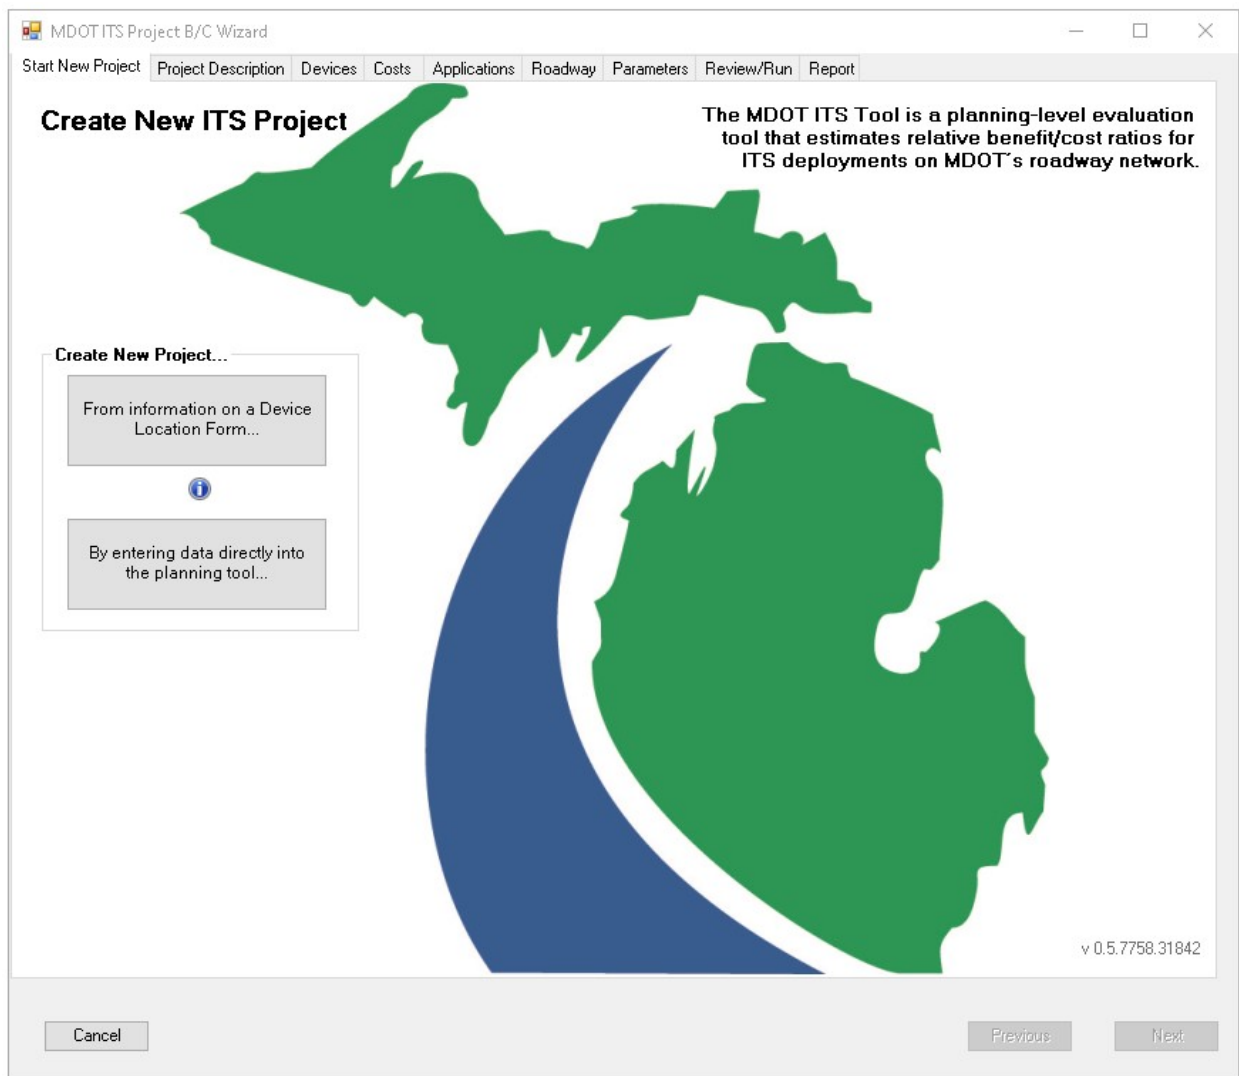 MDOT ITS Project B/C Wizard
Start New Project Project Description Devices Costs Applications Roadway Parameters Review/Run Report
Create New ITS Project
The MDOT ITS Tool is a planning-level evaluation
tool that estimates relative benefit/cost ratios for
ITS deployments on MDOT's roadway network.
Create New Project...
From information on a Device
Location Form...
By entering data directly into
the planning tool...
v 0.5.7758.31842
Cancel Previous Next